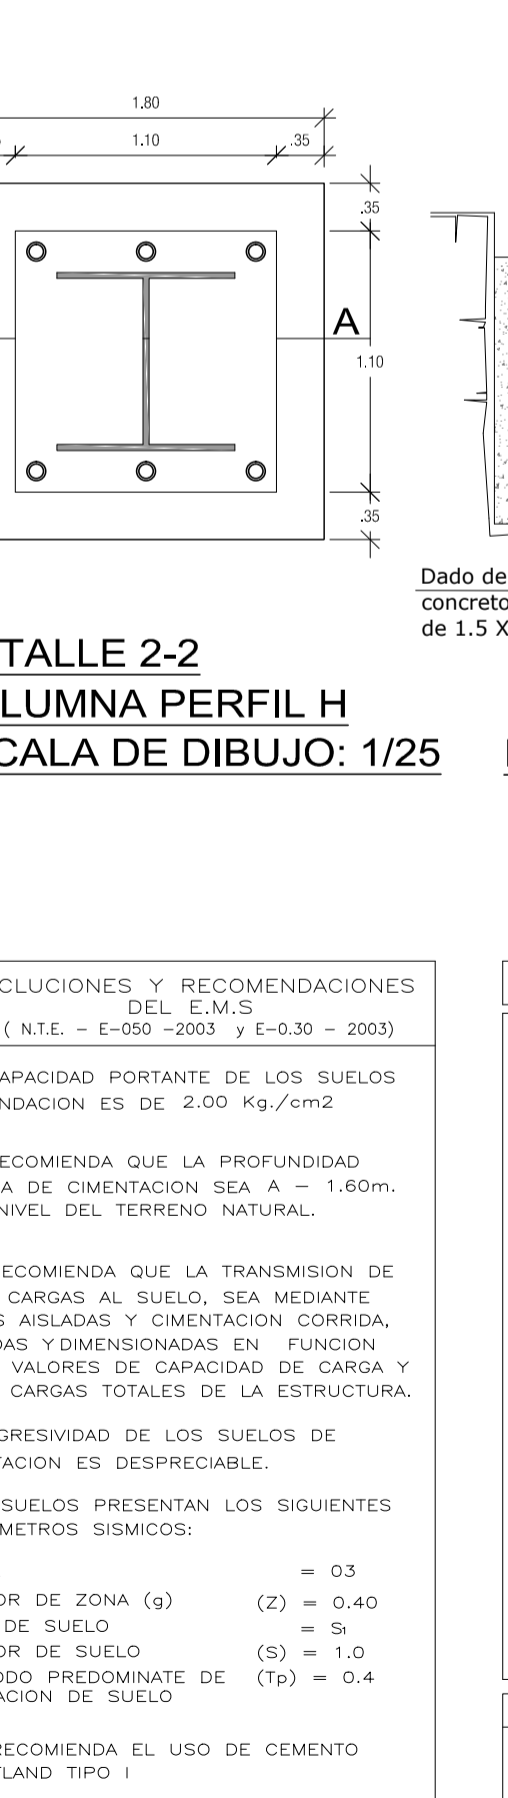 1.80
1.10
.35
.35
A
1.10
.35
Dado de
concreto
de 1.5 X
TALLE 2-2
LUMNA PERFIL H
CALA DE DIBUJO: 1/25
CLUCIONES Y RECOMENDACIONES
DEL E.M.S
( N.T.E. – E–050 –2003 y E–0.30 – 2003)
APACIDAD PORTANTE DE LOS SUELOS
NDACION ES DE 2.00 Kg./cm2
ECOMIENDA QUE LA PROFUNDIDAD
A DE CIMENTACION SEA A – 1.60m.
NIVEL DEL TERRENO NATURAL.
ECOMIENDA QUE LA TRANSMISION DE
CARGAS AL SUELO, SEA MEDIANTE
S AISLADAS Y CIMENTACION CORRIDA,
DAS Y DIMENSIONADAS EN FUNCION
VALORES DE CAPACIDAD DE CARGA Y
CARGAS TOTALES DE LA ESTRUCTURA.
GRESIVIDAD DE LOS SUELOS DE
TACION ES DESPRECIABLE.
SUELOS PRESENTAN LOS SIGUIENTES
METROS SISMICOS:
= 03
OR DE ZONA (g) (Z) = 0.40
DE SUELO = S1
OR DE SUELO (S) = 1.0
ODO PREDOMINATE DE (Tp) = 0.4
ACION DE SUELO
RECOMIENDA EL USO DE CEMENTO
TLAND TIPO I